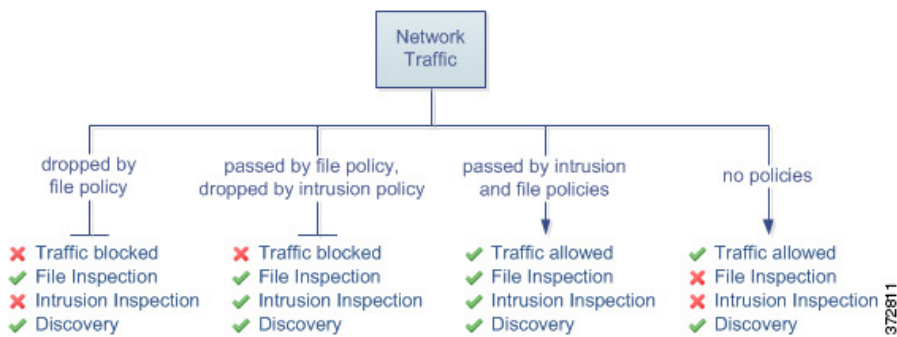 Network
Traffic
dropped by
file policy
passed by file policy,
dropped by intrusion policy
passed by intrusion
and file policies
no policies
Traffic blocked
File Inspection
Intrusion Inspection
Discovery
Traffic blocked
File Inspection
Intrusion Inspection
Discovery
Traffic allowed
File Inspection
Intrusion Inspection
Discovery
Traffic allowed
File Inspection
Intrusion Inspection
Discovery
372811